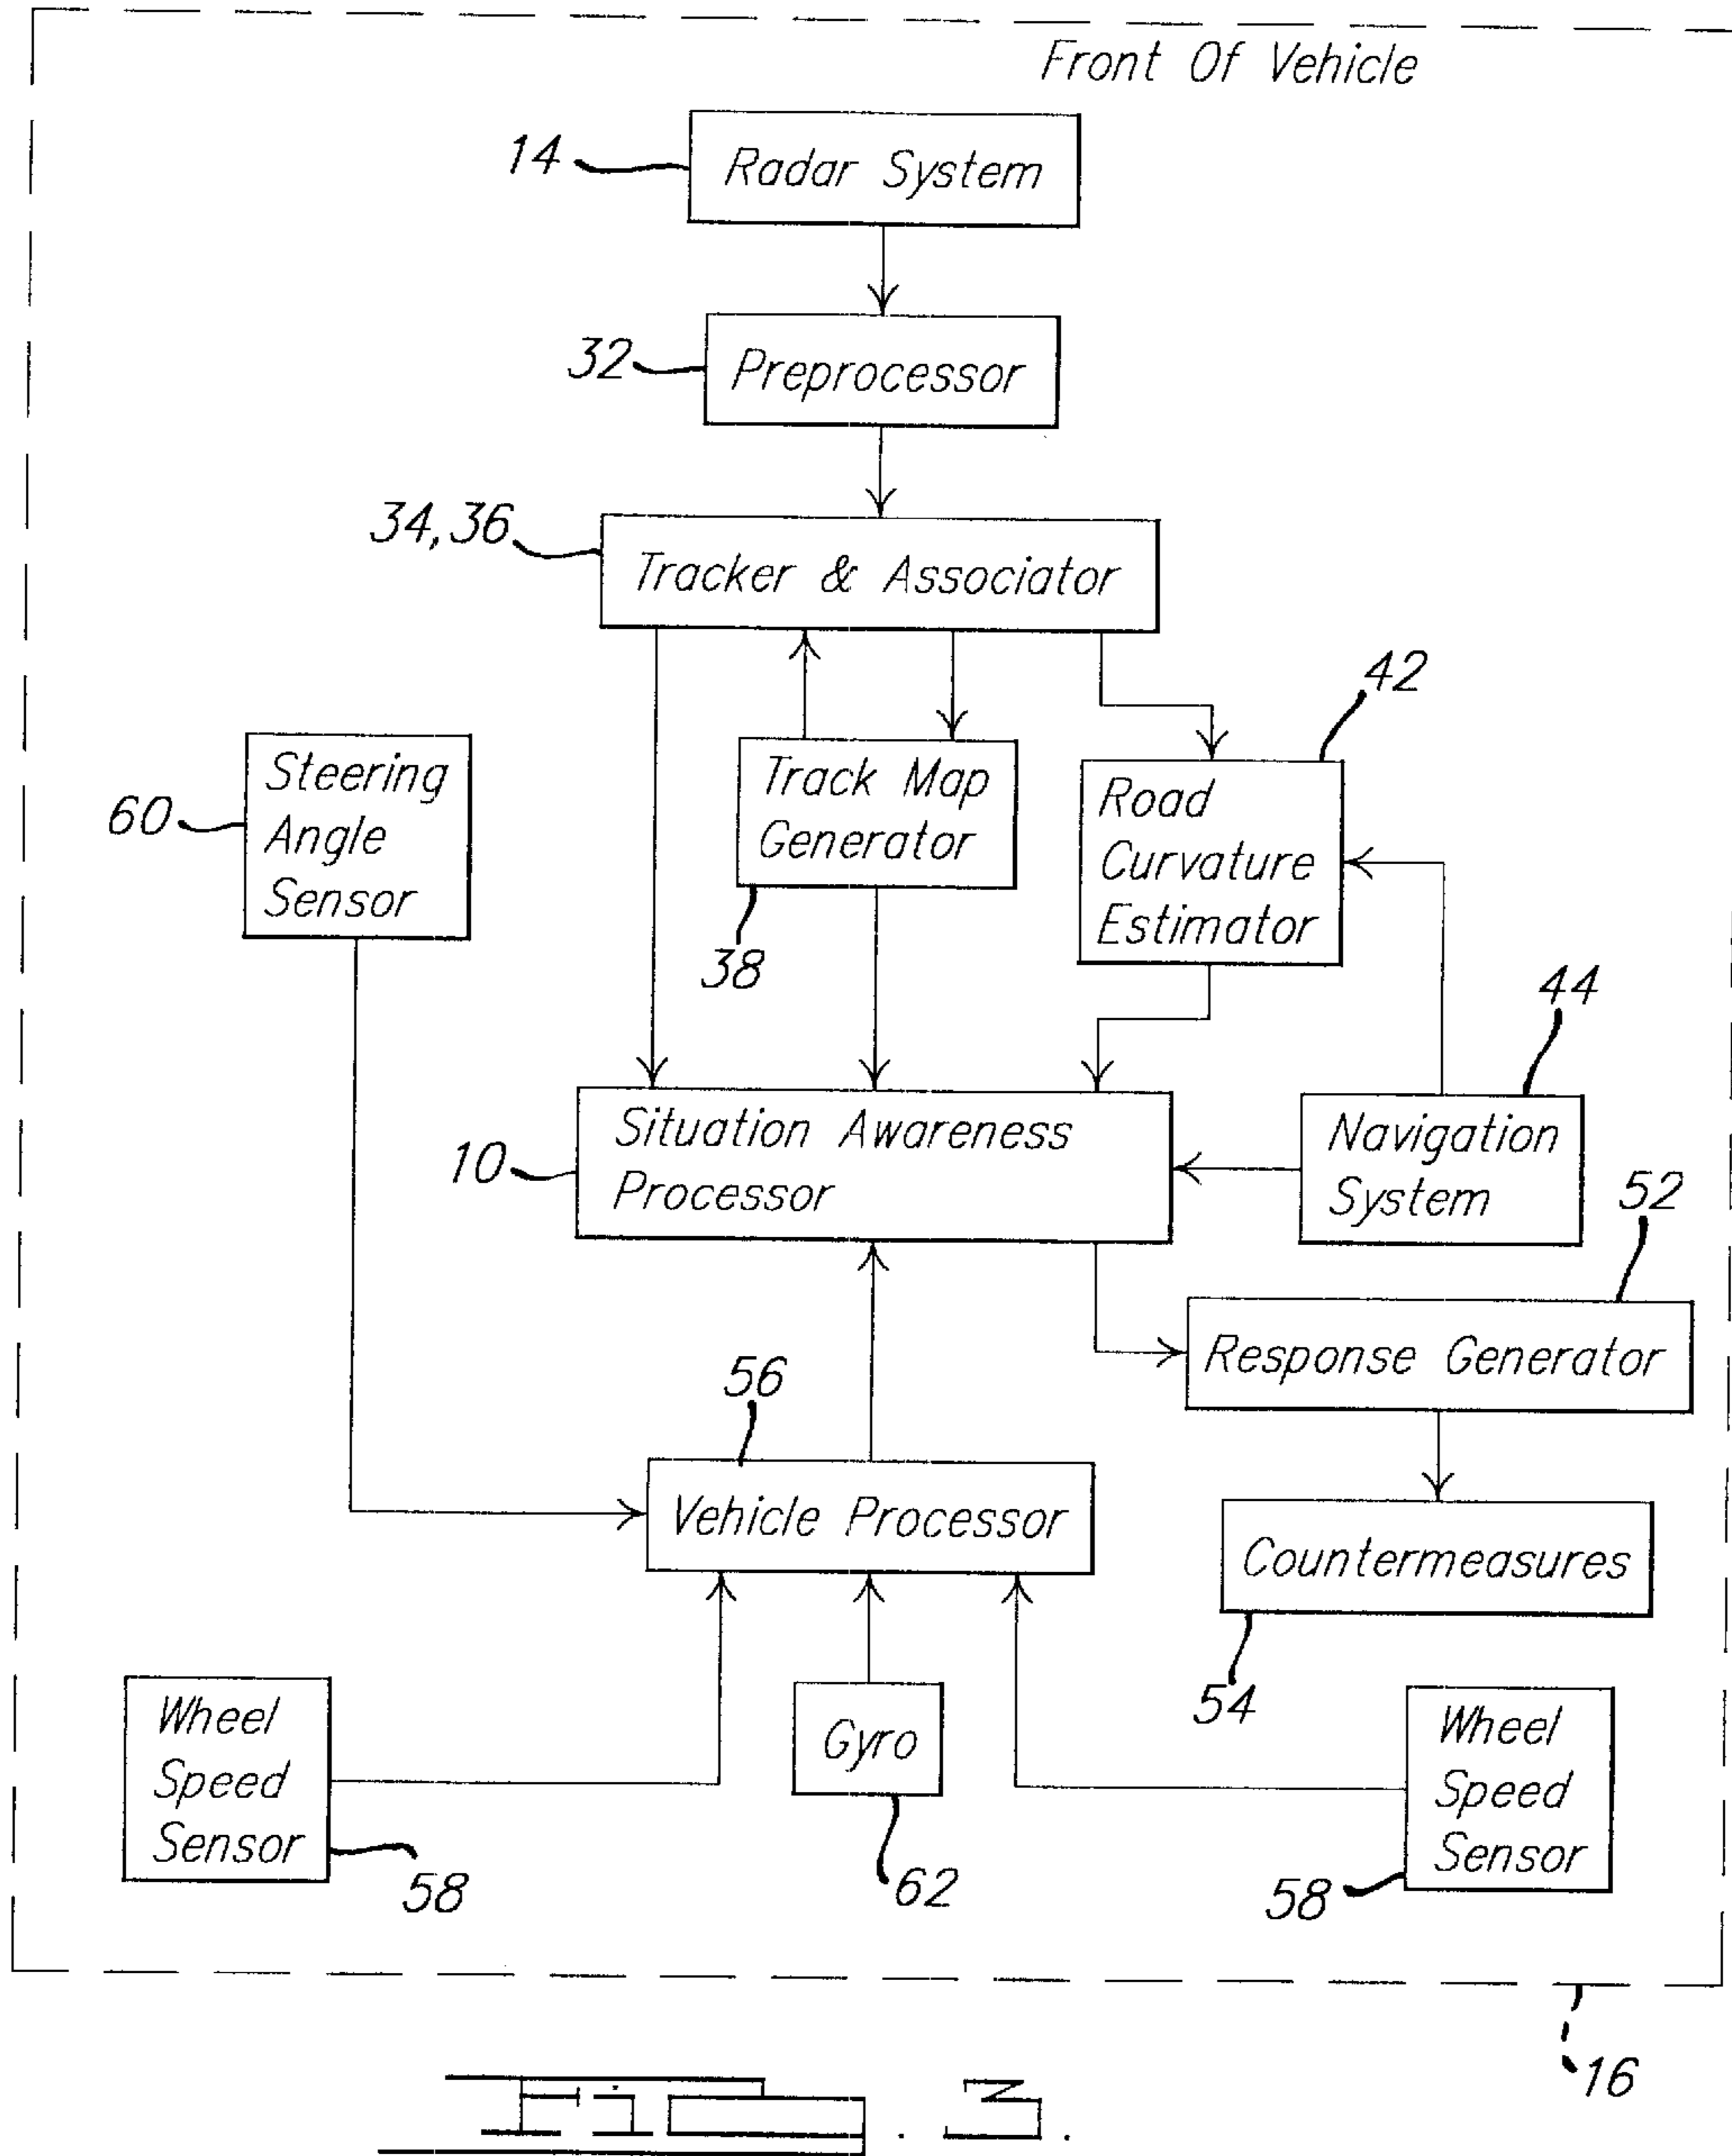 Front Of Vehicle
14
Radar System
32
Preprocessor
34, 36
Tracker & Associator
42
60
Steering
Angle
Sensor
Track Map
Generator
38
Road
Curvature
Estimator
44
10
Situation Awareness
Processor
Navigation
System
52
Response Generator
56
Vehicle Processor
Countermeasures
54
Wheel
Speed
Sensor
58
Gyro
62
Wheel
Speed
Sensor
58
16
FIG. 3.